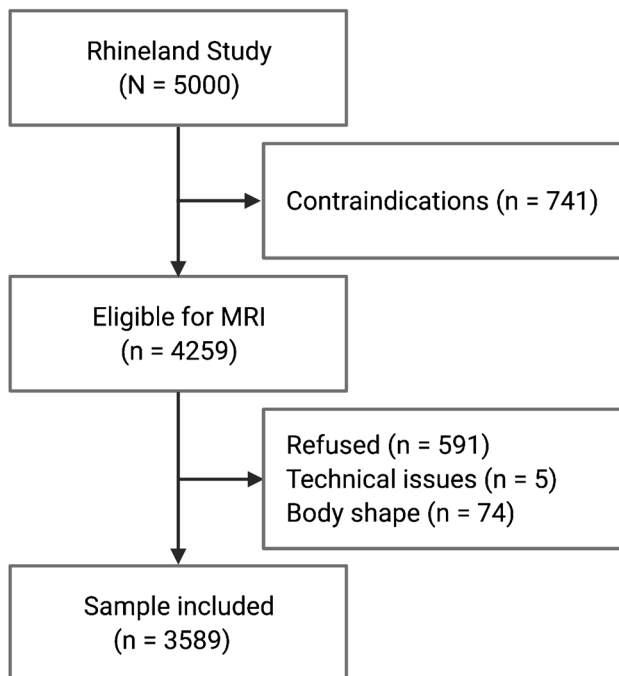 Rhineland Study
(N = 5000)
Contraindications (n = 741)
Eligible for MRI
(n = 4259)
Refused (n = 591)
Technical issues (n = 5)
Body shape (n = 74)
Sample included
(n = 3589)